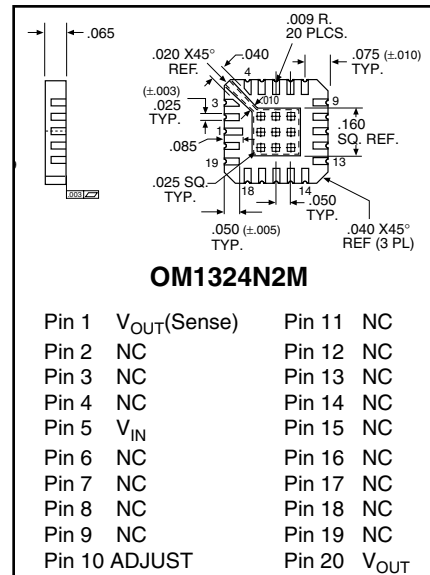 .065
.009 R.
20 PLCS.
.020 X45°
REF.
.040
4
.075 (±.010)
TYP.
(±.003)
.025
TYP.
3
.010
9
1
.160
SQ. REF.
.085
19
13
.025 SQ.
TYP.
18
14
.050
TYP.
.003
.050 (±.005)
TYP.
.040 X45°
REF (3 PL)
OM1324N2M
Pin 1 VOUT(Sense) Pin 11 NC
Pin 2 NC Pin 12 NC
Pin 3 NC Pin 13 NC
Pin 4 NC Pin 14 NC
Pin 5 VIN Pin 15 NC
Pin 6 NC Pin 16 NC
Pin 7 NC Pin 17 NC
Pin 8 NC Pin 18 NC
Pin 9 NC Pin 19 NC
Pin 10 ADJUST Pin 20 VOUT